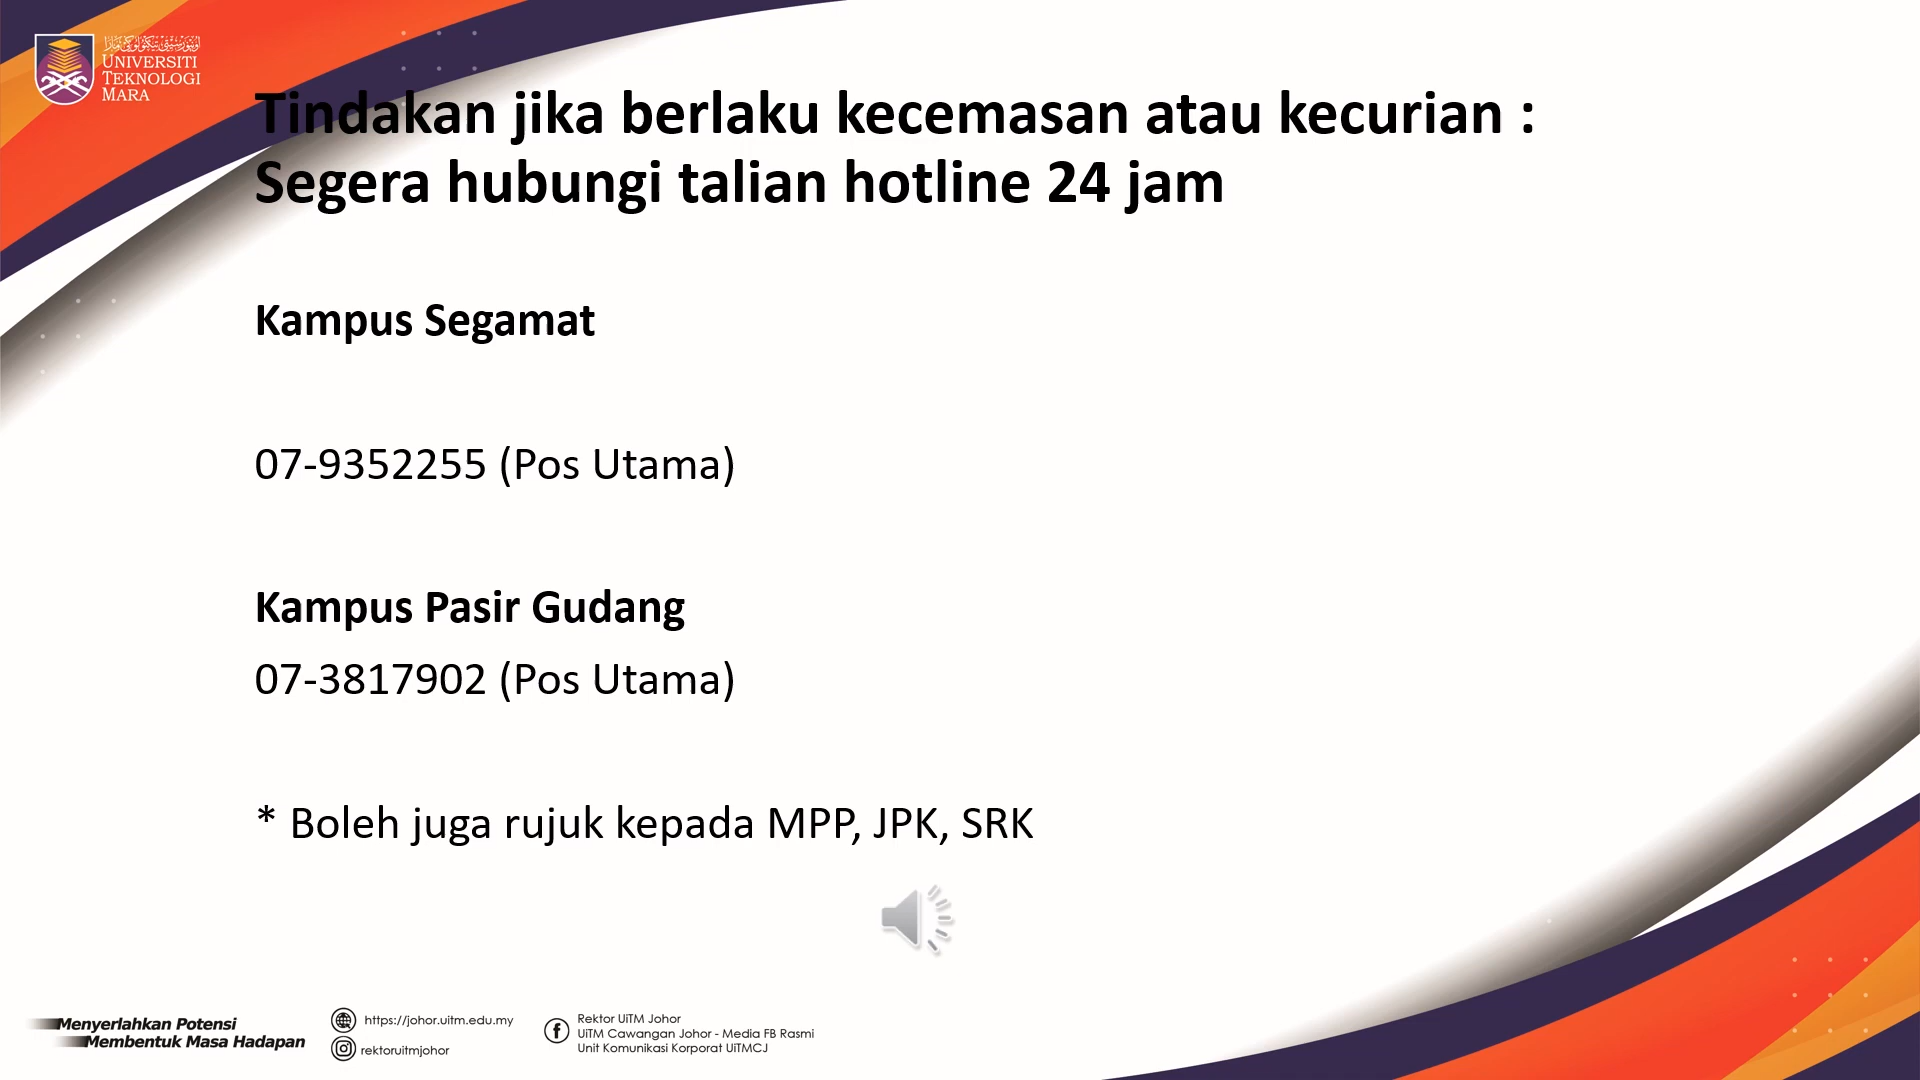 UNIVERSITI
TEKNOLOGI
MARA
Tindakan jika berlaku kecemasan atau kecurian :
Segera hubungi talian hotline 24 jam
Kampus Segamat
07-9352255 (Pos Utama)
Kampus Pasir Gudang
07-3817902 (Pos Utama)
* Boleh juga rujuk kepada MPP, JPK, SRK
Menyerlahkan Potensi
Membentuk Masa Hadapan
https://johor.uitm.edu.my
rektoruitmjohor
Rektor UiTM Johor
UiTM Cawangan Johor - Media FB Rasmi
Unit Komunikasi Korporat UiTMCJ